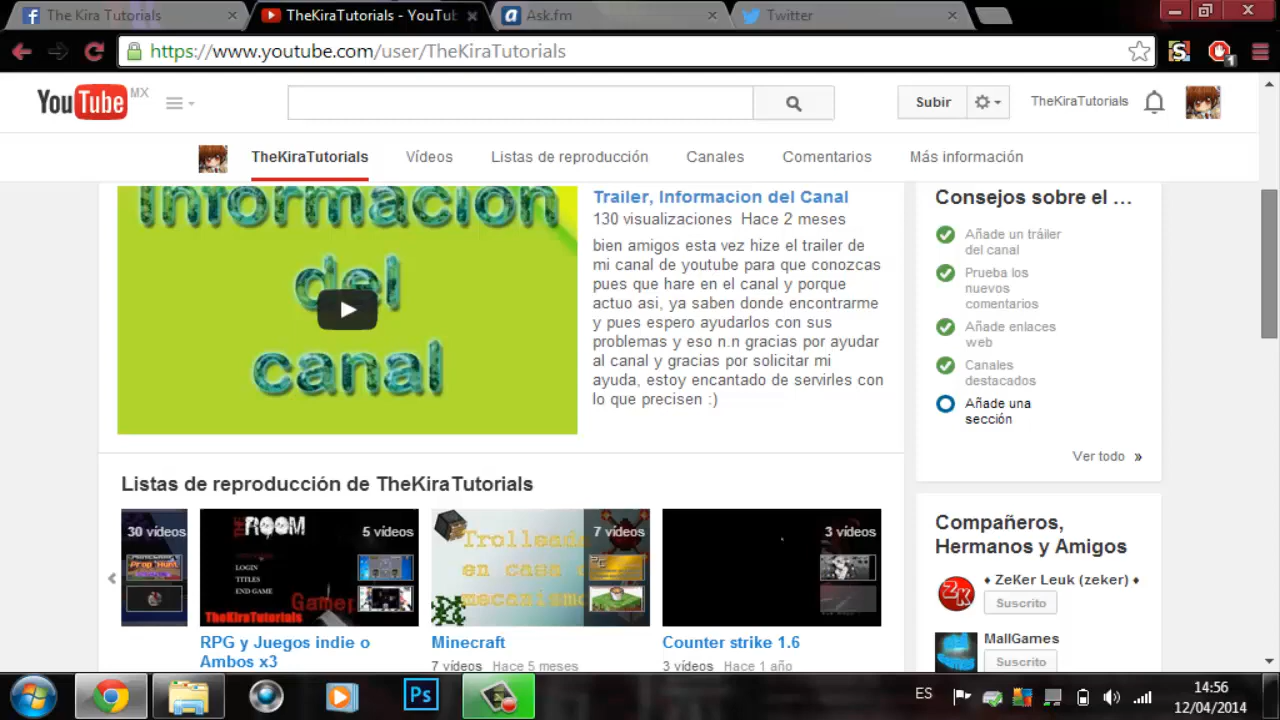 The Kira Tutorials
TheKiraTutorials - YouTub
Ask.fm
Twitter
https://www.youtube.com/user/TheKiraTutorials
1
YouTube MX
Subir
TheKiraTutorials
TheKiraTutorials
Vídeos
Listas de reproducción
Canales
Comentarios
Más información
Informacion
del
canal
Trailer, Informacion del Canal
130 visualizaciones Hace 2 meses
bien amigos esta vez hize el trailer de
mi canal de youtube para que conozcas
pues que hare en el canal y porque
actuo asi, ya saben donde encontrarme
y pues espero ayudarlos con sus
problemas y eso n.n gracias por ayudar
al canal y gracias por solicitar mi
ayuda, estoy encantado de servirles con
lo que precisen :)
Consejos sobre el ...
Añade un tráiler
del canal
Prueba los
nuevos
comentarios
Añade enlaces
web
Canales
destacados
Añade una
sección
Ver todo »
Listas de reproducción de TheKiraTutorials
30 vídeos
THE ROOM
LOGIN
TITLES
END GAME
TheKiraTutorials
5 vídeos
RPG y Juegos indie o
Ambos x3
Trolleada
en casa d
mecanismo
7 vídeos
Minecraft
7 vídeos Hace 5 meses
3 vídeos
Counter strike 1.6
3 vídeos Hace 1 año
Compañeros,
Hermanos y Amigos
ZK
♦ ZeKer Leuk (zeker) ♦
Suscrito
MallGames
Suscrito
Ps
ES
14:56
12/04/2014